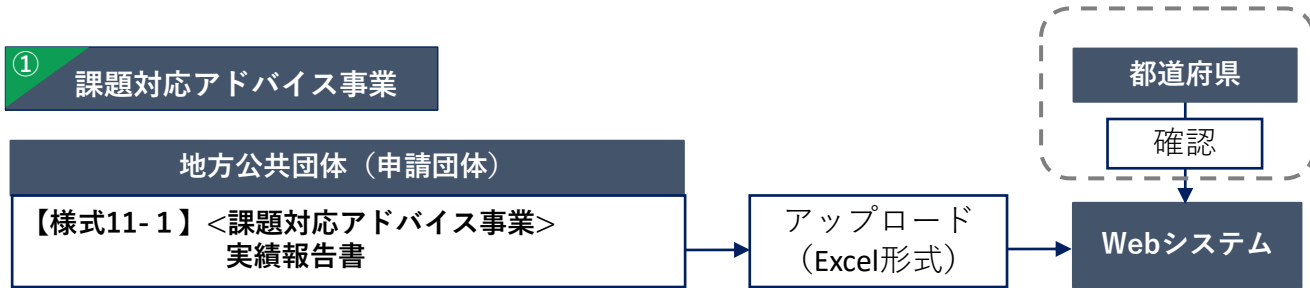 ①
課題対応アドバイス事業
都道府県
確認
地方公共団体（申請団体）
【様式11-１】<課題対応アドバイス事業>
実績報告書
アップロード
（Excel形式）
Webシステム